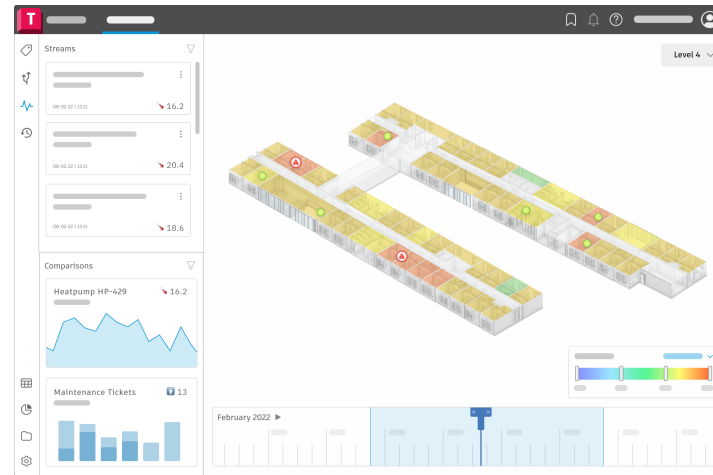 T
Level 4
Streams
08-02-22 | 13:11
16.2
08-02-22 | 13:11
20.4
08-02-22 | 13:11
18.6
Comparisons
Heatpump HP-429
16.2
Maintenance Tickets
13
February 2022